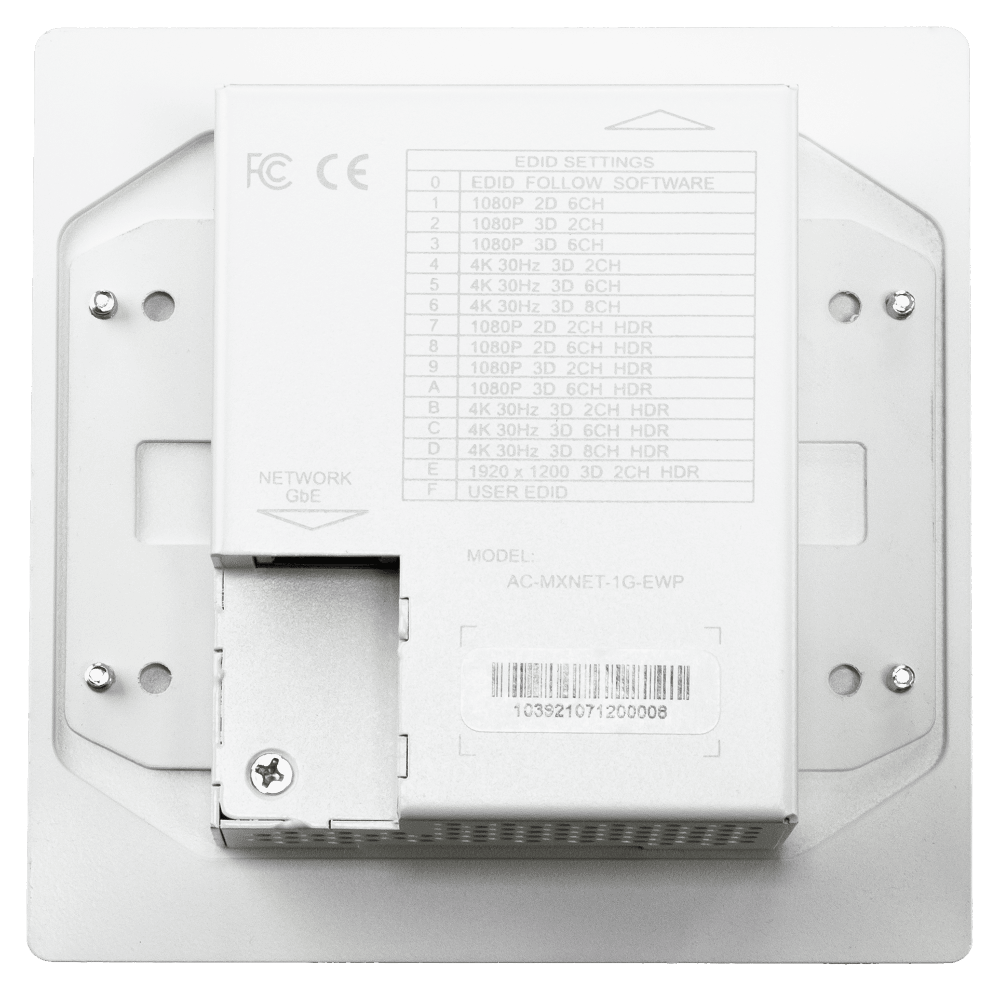 FC CE
EDID SETTINGS
0 EDID FOLLOW SOFTWARE
1 1080P 2D 6CH
2 1080P 3D 2CH
3 1080P 3D 6CH
4 4K 30Hz 3D 2CH
5 4K 30Hz 3D 6CH
6 4K 30Hz 3D 8CH
7 1080P 2D 2CH HDR
8 1080P 2D 6CH HDR
9 1080P 3D 2CH HDR
A 1080P 3D 6CH HDR
B 4K 30Hz 3D 2CH HDR
C 4K 30Hz 3D 6CH HDR
D 4K 30Hz 3D 8CH HDR
E 1920 x 1200 3D 2CH HDR
F USER EDID
NETWORK
GbE
MODEL:
AC-MXNET-1G-EWP
103921071200008